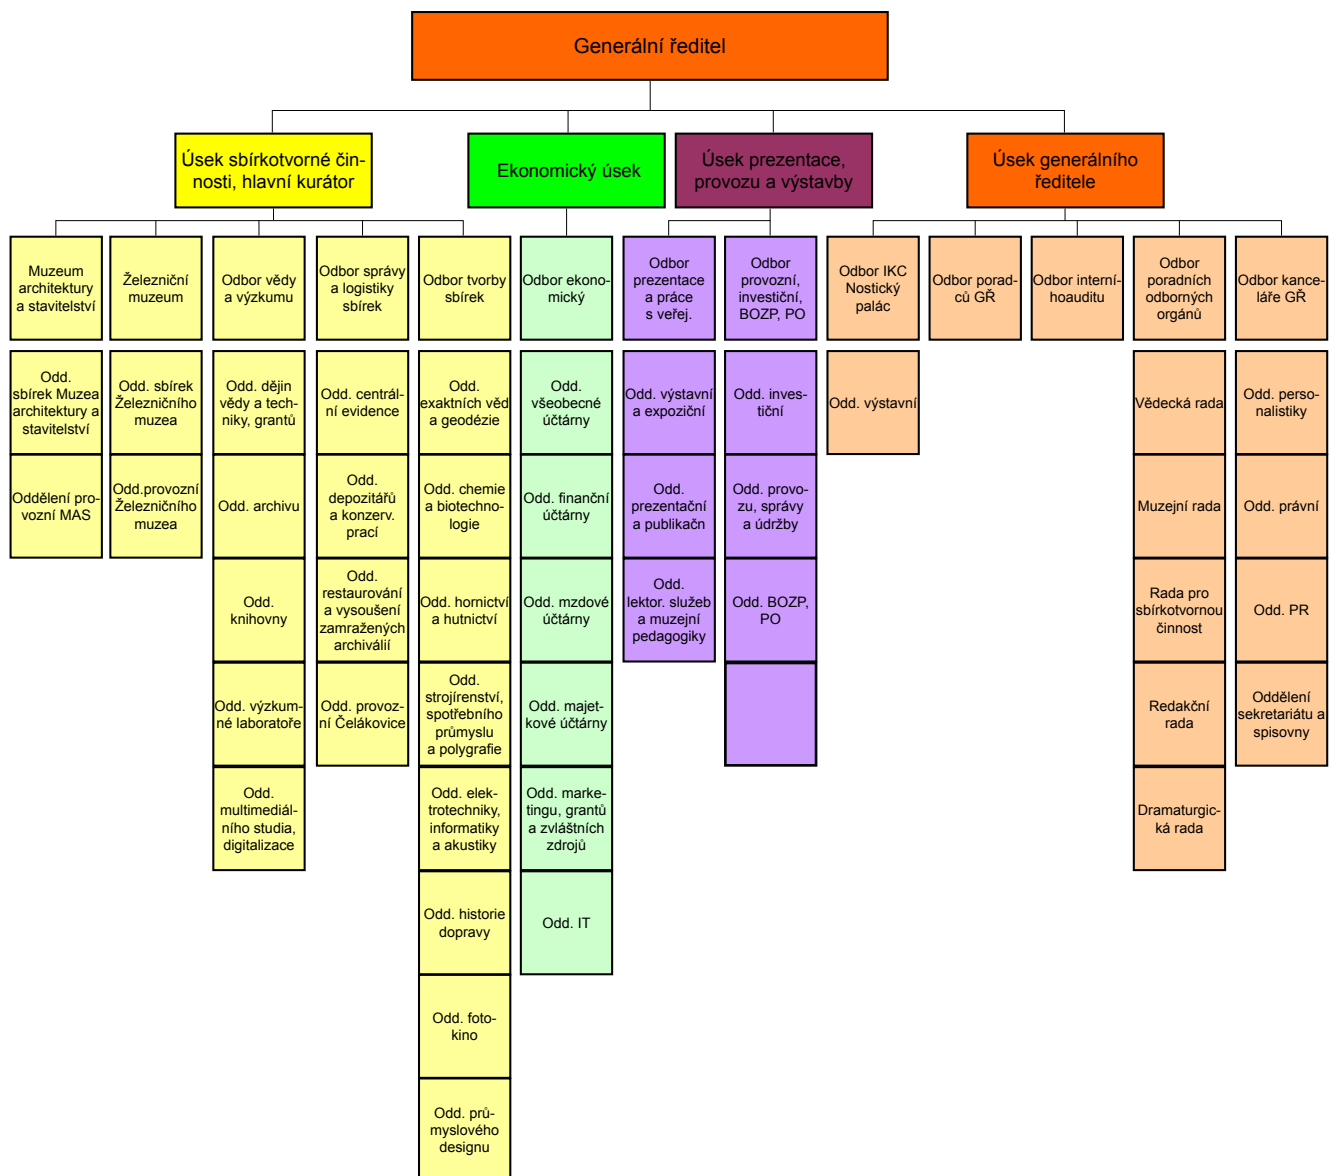 Generální ředitel
Úsek sbírkotvorné čin-
nosti, hlavní kurátor
Ekonomický úsek
Úsek prezentace,
provozu a výstavby
Úsek generálního
ředitele
Muzeum
architektury
a stavitelství
Železniční
muzeum
Odbor vědy
a výzkumu
Odbor správy
a logistiky
sbírek
Odbor tvorby
sbírek
Odbor ekono-
mický
Odbor
prezentace
a práce
s veřej.
Odbor
provozní,
investiční,
BOZP, PO
Odbor IKC
Nostický
palác
Odbor porad-
ců GŘ
Odbor interní-
hoauditu
Odbor
poradních
odborných
orgánů
Odbor kance-
láře GŘ
Odd.
sbírek Muzea
architektury a
stavitelství
Odd. sbírek
Železničního
muzea
Odd. dějin
vědy a tech-
niky, grantů
Odd. centrál-
ní evidence
Odd.
exaktních věd
a geodézie
Odd.
všeobecné
účtárny
Odd. výstavní
a expoziční
Odd. inves-
tiční
Odd. výstavní
Vědecká rada
Odd. perso-
nalistiky
Oddělení pro-
vozní MAS
Odd.provozní
Železničního
muzea
Odd. archivu
Odd.
depozitářů
a konzerv.
prací
Odd. chemie
a biotechno-
logie
Odd. finanční
účtárny
Odd.
prezentační
a publikačn
Odd. provo-
zu, správy
a údržby
Muzejní rada
Odd. právní
Odd.
knihovny
Odd.
restaurování
a vysoušení
zamražených
archiválií
Odd. hornictví
a hutnictví
Odd. mzdové
účtárny
Odd.
lektor. služeb
a muzejní
pedagogiky
Odd. BOZP,
PO
Rada pro
sbírkotvornou
činnost
Odd. PR
Odd. výzkum-
né laboratoře
Odd. provoz-
ní Čelákovice
Odd.
strojírenství,
spotřebního
průmyslu
a polygrafie
Odd. majet-
kové účtárny
Redakční
rada
Oddělení
sekretariátu a
spisovny
Odd.
multimediál-
ního studia,
digitalizace
Odd. elek-
trotechniky,
informatiky
a akustiky
Odd. marke-
tingu, grantů
a zvláštních
zdrojů
Dramaturgic-
ká rada
Odd. historie
dopravy
Odd. IT
Odd. foto-
kino
Odd. prů-
myslového
designu